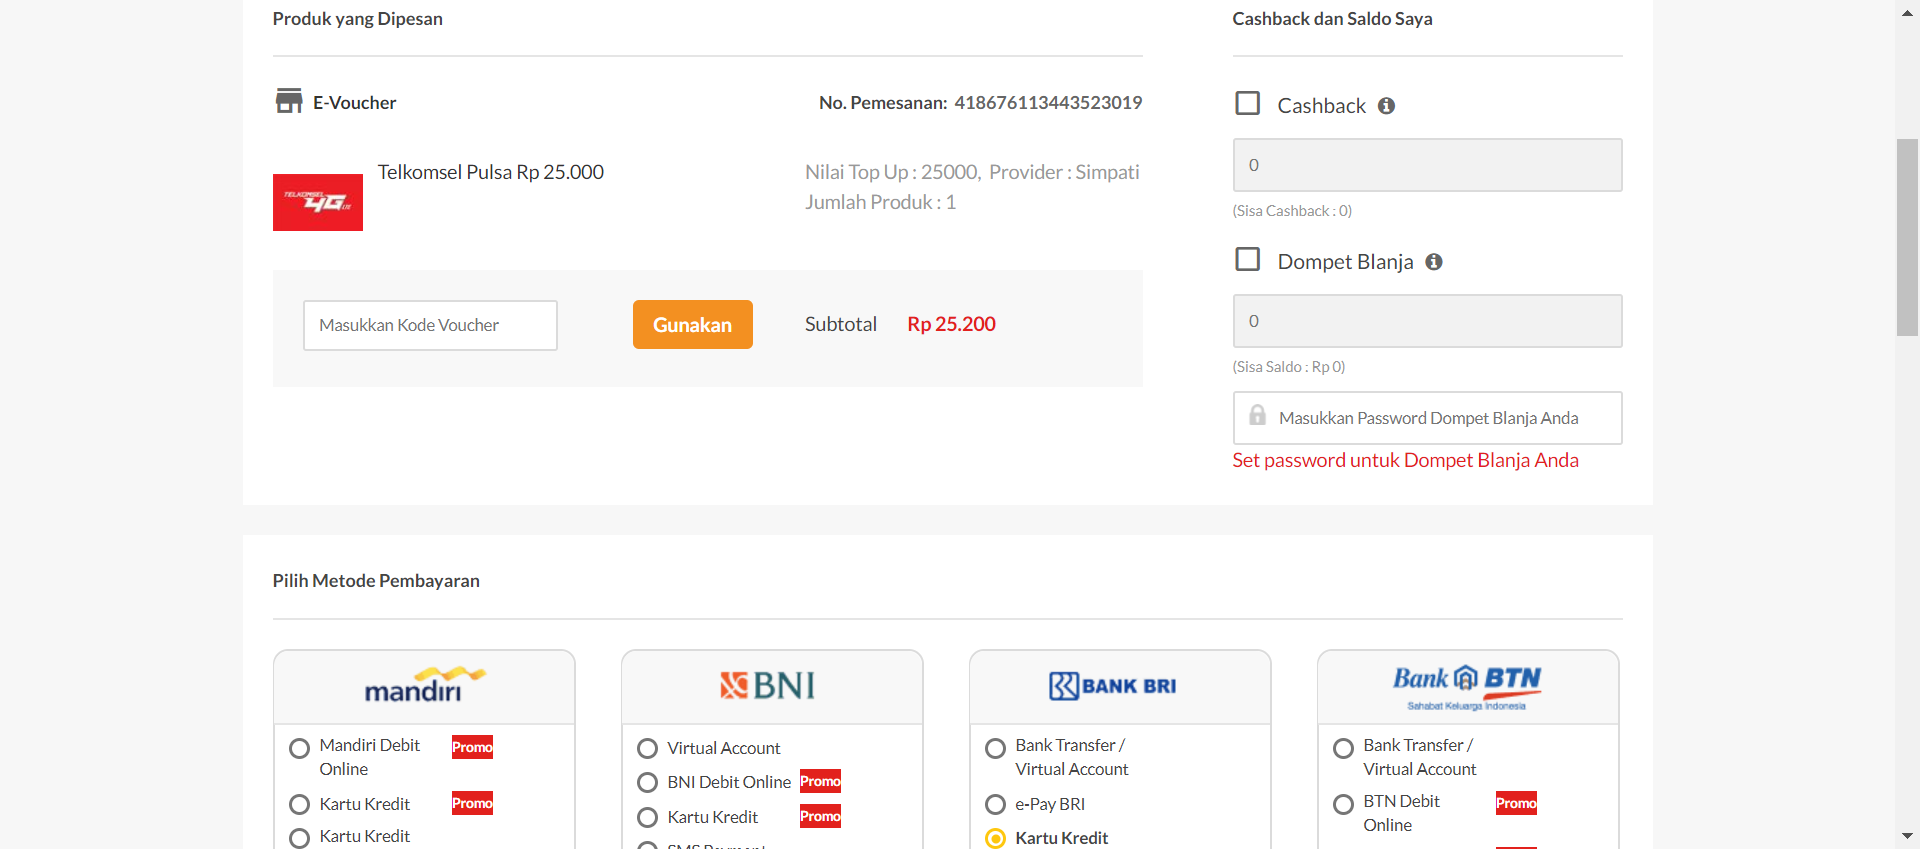 Produk yang Dipesan
E-Voucher
No. Pemesanan: 418676113443523019
TELKOMSEL
4G LTE
Telkomsel Pulsa Rp 25.000
Nilai Top Up : 25000, Provider : Simpati
Jumlah Produk : 1
Masukkan Kode Voucher
Gunakan
Subtotal Rp 25.200
Cashback dan Saldo Saya
Cashback
0
(Sisa Cashback : 0)
Dompet Blanja
0
(Sisa Saldo : Rp 0)
Masukkan Password Dompet Blanja Anda
Set password untuk Dompet Blanja Anda
Pilih Metode Pembayaran
mandiri
Mandiri Debit Promo
Online
Kartu Kredit Promo
Kartu Kredit
BNI
Virtual Account
BNI Debit Online Promo
Kartu Kredit Promo
SMS Payment
BANK BRI
Bank Transfer /
Virtual Account
e-Pay BRI
Kartu Kredit
Bank BTN
Sahabat Keluarga Indonesia
Bank Transfer /
Virtual Account
BTN Debit Promo
Online